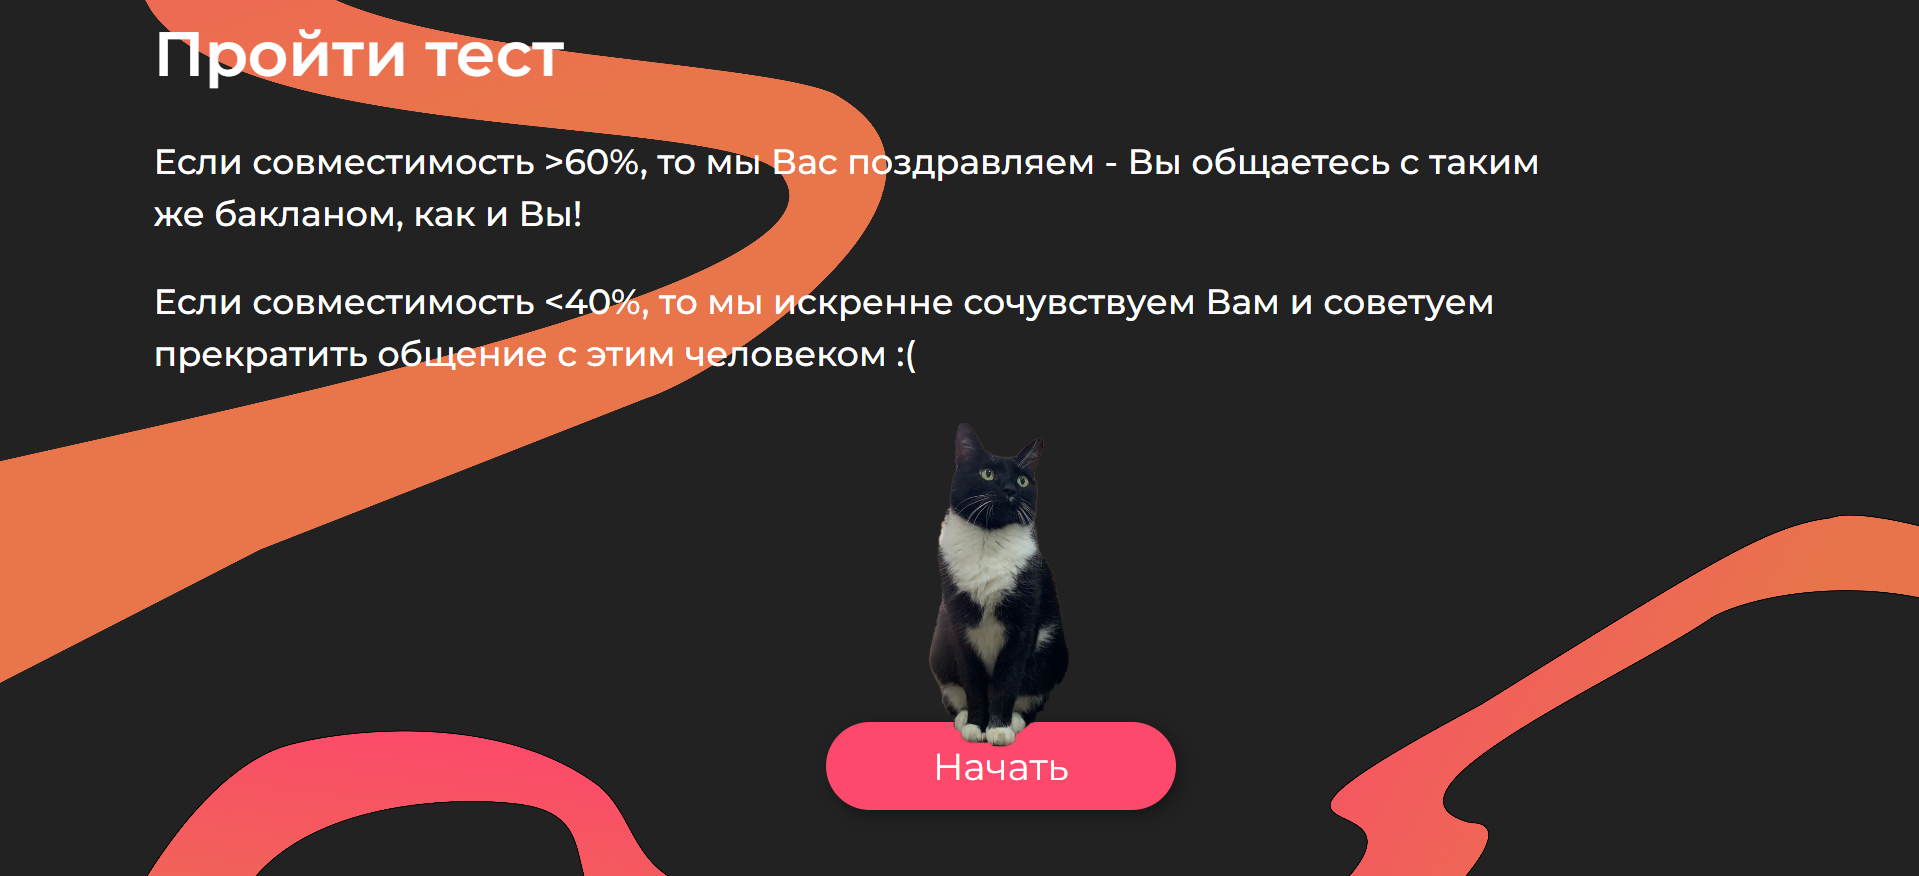 Пройти тест
Если совместимость >60%, то мы Вас поздравляем - Вы общаетесь с таким
же бакланом, как и Вы!
Если совместимость <40%, то мы искренне сочувствуем Вам и советуем
прекратить общение с этим человеком :(
Начать